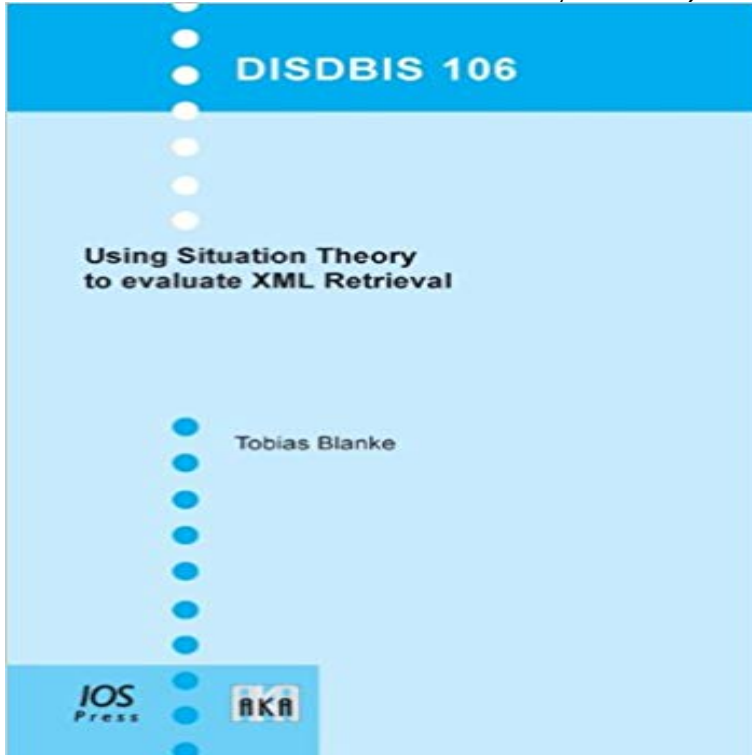 DISDBIS 106
Using Situation Theory
to evaluate XML Retrieval
Tobias Blanke
IOS
Press
AKA